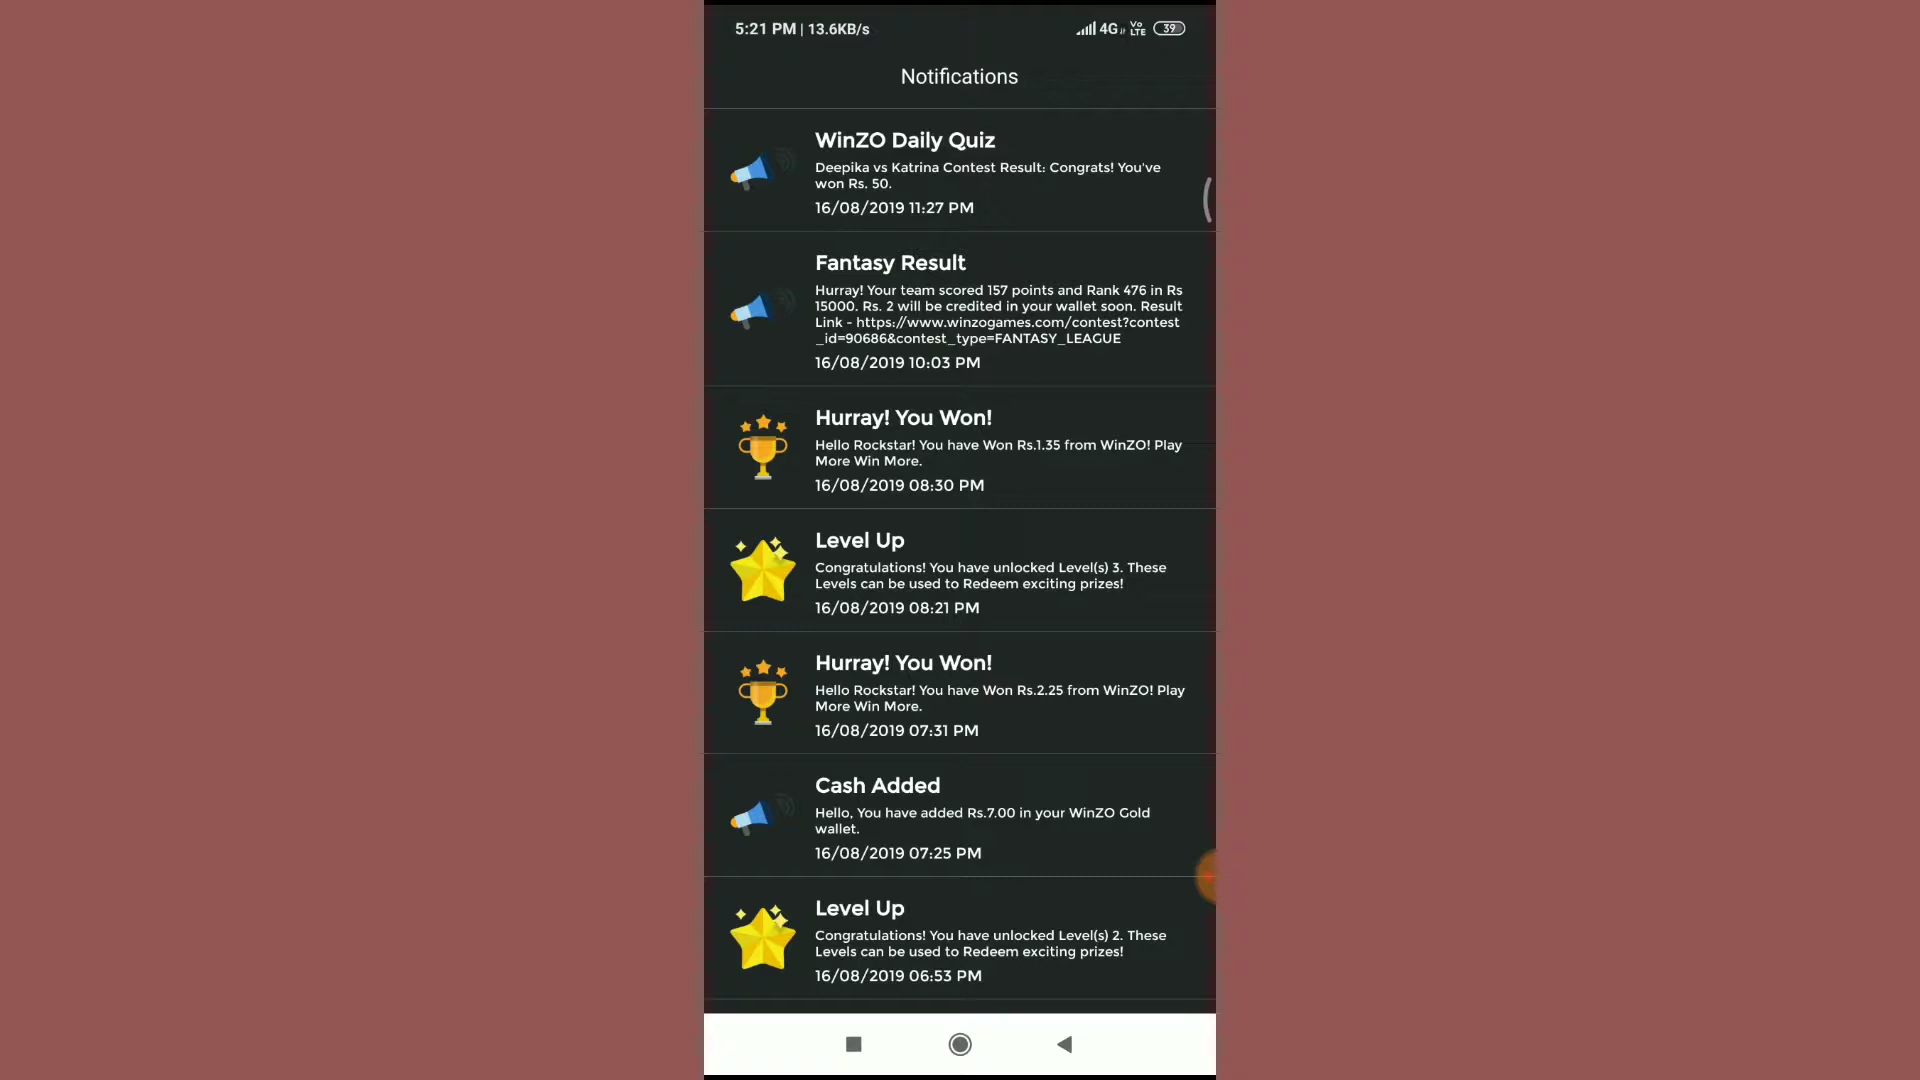 5:21 PM | 13.6KB/s
4G Vo LTE 39
Notifications
WinZO Daily Quiz
Deepika vs Katrina Contest Result: Congrats! You've
won Rs. 50.
16/08/2019 11:27 PM
Fantasy Result
Hurray! Your team scored 157 points and Rank 476 in Rs
15000. Rs. 2 will be credited in your wallet soon. Result
Link - https://www.winzogames.com/contest?contest
_id=90686&contest_type=FANTASY_LEAGUE
16/08/2019 10:03 PM
Hurray! You Won!
Hello Rockstar! You have Won Rs.1.35 from WinZO! Play
More Win More.
16/08/2019 08:30 PM
Level Up
Congratulations! You have unlocked Level(s) 3. These
Levels can be used to Redeem exciting prizes!
16/08/2019 08:21 PM
Hurray! You Won!
Hello Rockstar! You have Won Rs.2.25 from WinZO! Play
More Win More.
16/08/2019 07:31 PM
Cash Added
Hello, You have added Rs.7.00 in your WinZO Gold
wallet.
16/08/2019 07:25 PM
Level Up
Congratulations! You have unlocked Level(s) 2. These
Levels can be used to Redeem exciting prizes!
16/08/2019 06:53 PM